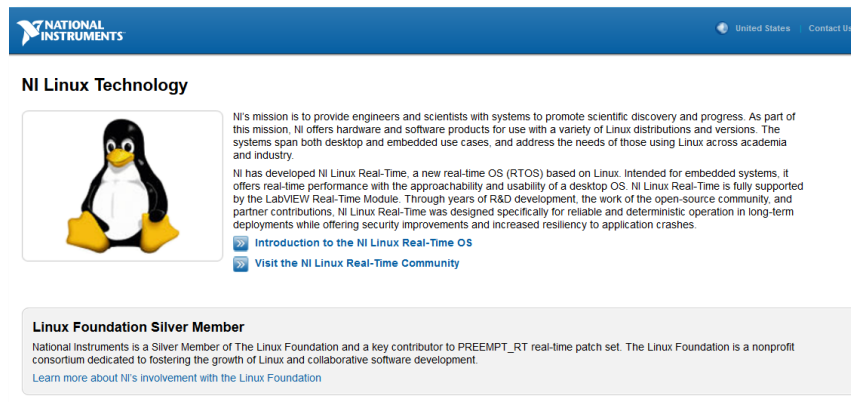 NATIONAL
INSTRUMENTS
United States
Contact Us
NI Linux Technology
NI's mission is to provide engineers and scientists with systems to promote scientific discovery and progress. As part of
this mission, NI offers hardware and software products for use with a variety of Linux distributions and versions. The
systems span both desktop and embedded use cases, and address the needs of those using Linux across academia
and industry.
NI has developed NI Linux Real-Time, a new real-time OS (RTOS) based on Linux. Intended for embedded systems, it
offers real-time performance with the approachability and usability of a desktop OS. NI Linux Real-Time is fully supported
by the LabVIEW Real-Time Module. Through years of R&D development, the work of the open-source community, and
partner contributions, NI Linux Real-Time was designed specifically for reliable and deterministic operation in long-term
deployments while offering security improvements and increased resiliency to application crashes.
Introduction to the NI Linux Real-Time OS
Visit the NI Linux Real-Time Community
Linux Foundation Silver Member
National Instruments is a Silver Member of The Linux Foundation and a key contributor to PREEMPT_RT real-time patch set. The Linux Foundation is a nonprofit
consortium dedicated to fostering the growth of Linux and collaborative software development.
Learn more about NI's involvement with the Linux Foundation